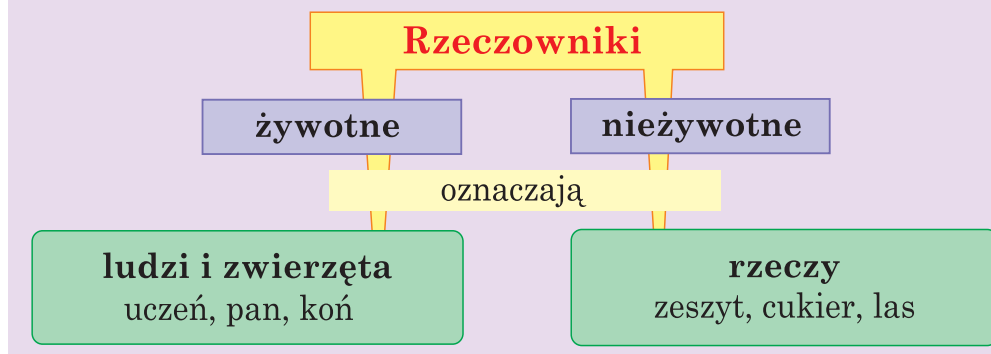 Rzeczowniki
żywotne
nieżywotne
oznaczają
ludzi i zwierzęta
uczeń, pan, koń
rzeczy
zeszyt, cukier, las